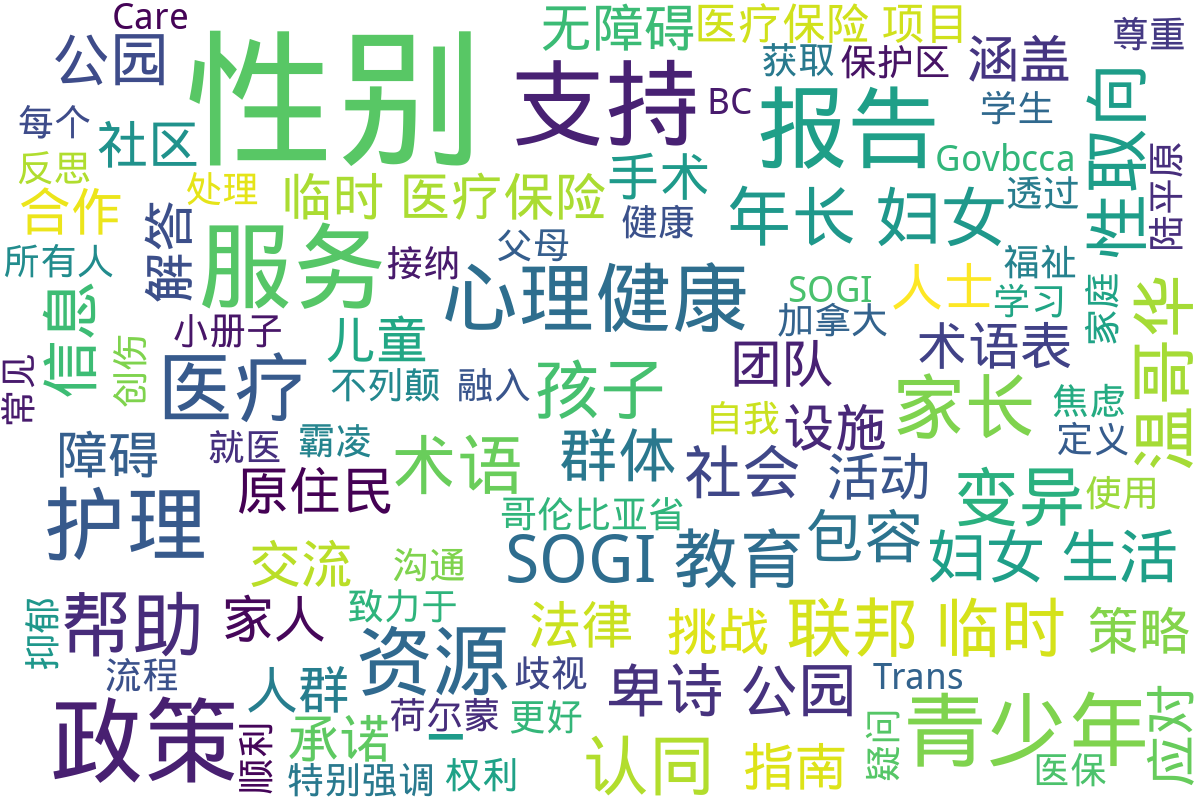 Care
公园
性别
支持
无障碍
医疗保险 项目
尊重
获取
保护区
涵盖
每个
社区
BC
报告
学生
性取向
反思
处理
临时 医疗保险
手术
Govbcca
陆平原
合作
解答
服务
接纳
父母
健康
年长 妇女
透过
所有人
信息
心理健康
SOGI
人士
福祉
学习
家庭
温哥华
小册子
儿童
加拿大
术语表
常见
创伤
医疗
不列颠
融入
孩子
团队
家长
焦虑
自我
设施
定义
障碍
就医
霸凌
术语
群体
社会
活动
变异
使用
护理
原住民
哥伦比亚省
SOGI 教育
包容
妇女 生活
交流
沟通
帮助
家人
致力于
法律
挑战
联邦 临时
策略
抑郁
流程
人群
资源
歧视
卑诗 公园
Trans
青少年
应对
政策
顺利
承诺
荷尔蒙
更好
一
特别强调
权利
认同
指南
疑问
医保